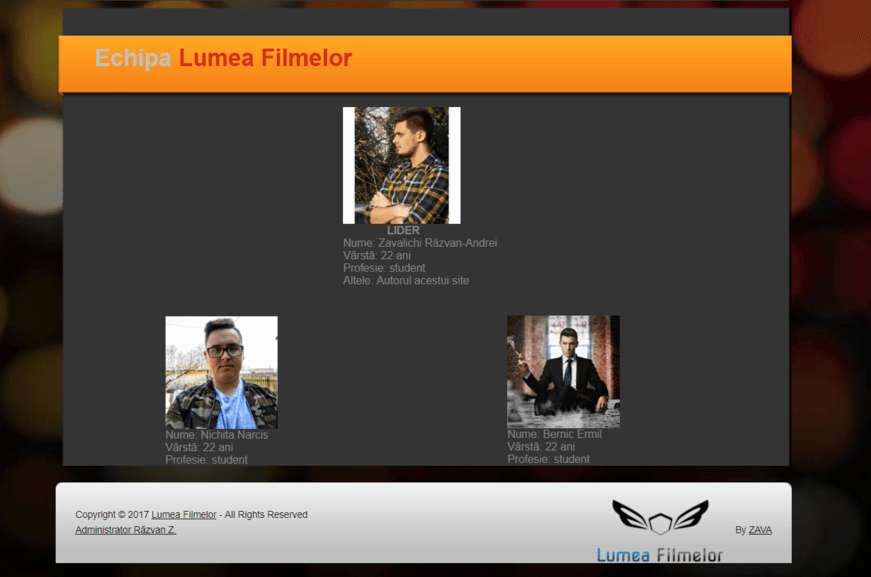 Echipa Lumea Filmelor
LIDER
Nume: Zavalichi Răzvan-Andrei
Vârstă: 22 ani
Profesie: student
Altele: Autorul acestui site
Nume: Nichita Narcis
Vârstă: 22 ani
Profesie: student
Nume: Bernic Ermil
Vârstă: 22 ani
Profesie: student
Copyright © 2017 Lumea Filmelor - All Rights Reserved
Administrator Răzvan Z.
Lumea Filmelor
By ZAVA